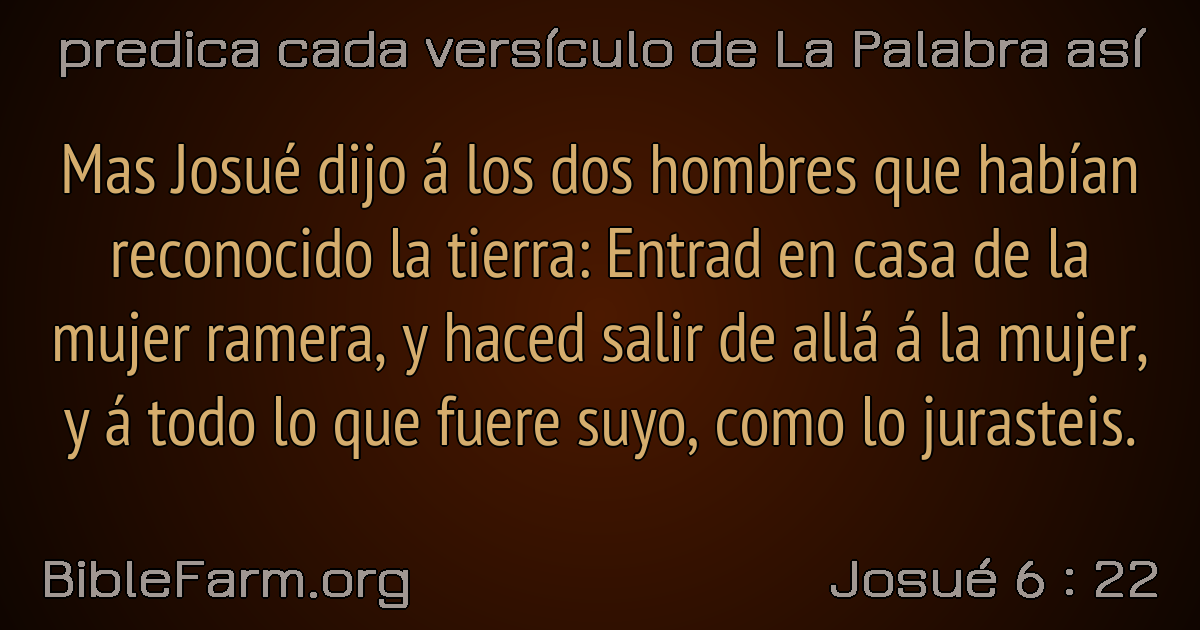 predica cada versículo de La Palabra así
Mas Josué dijo á los dos hombres que habían
reconocido la tierra: Entrad en casa de la
mujer ramera, y haced salir de allá á la mujer,
y á todo lo que fuere suyo, como lo jurasteis.
BibleFarm.org
Josué 6 : 22